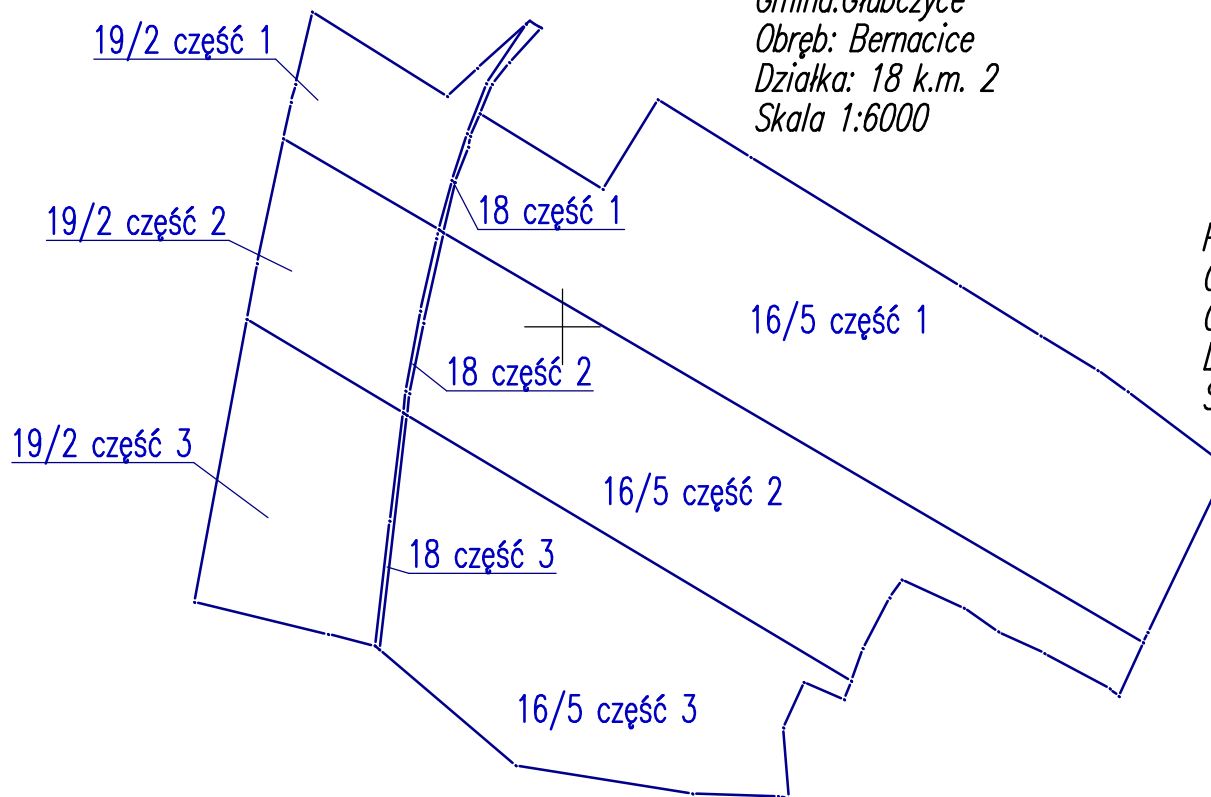 Gmina:Głubczyce
Obręb: Bernacice
Działka: 18 k.m. 2
Skala 1:6000
19/2 część 1
19/2 część 2
18 część 1
16/5 część 1
18 część 2
19/2 część 3
16/5 część 2
18 część 3
16/5 część 3